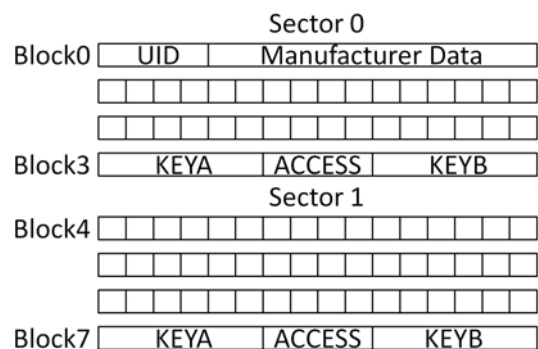 Sector 0
Block0 UID Manufacturer Data
Block3 KEYA ACCESS KEYB
Sector 1
Block4
Block7 KEYA ACCESS KEYB